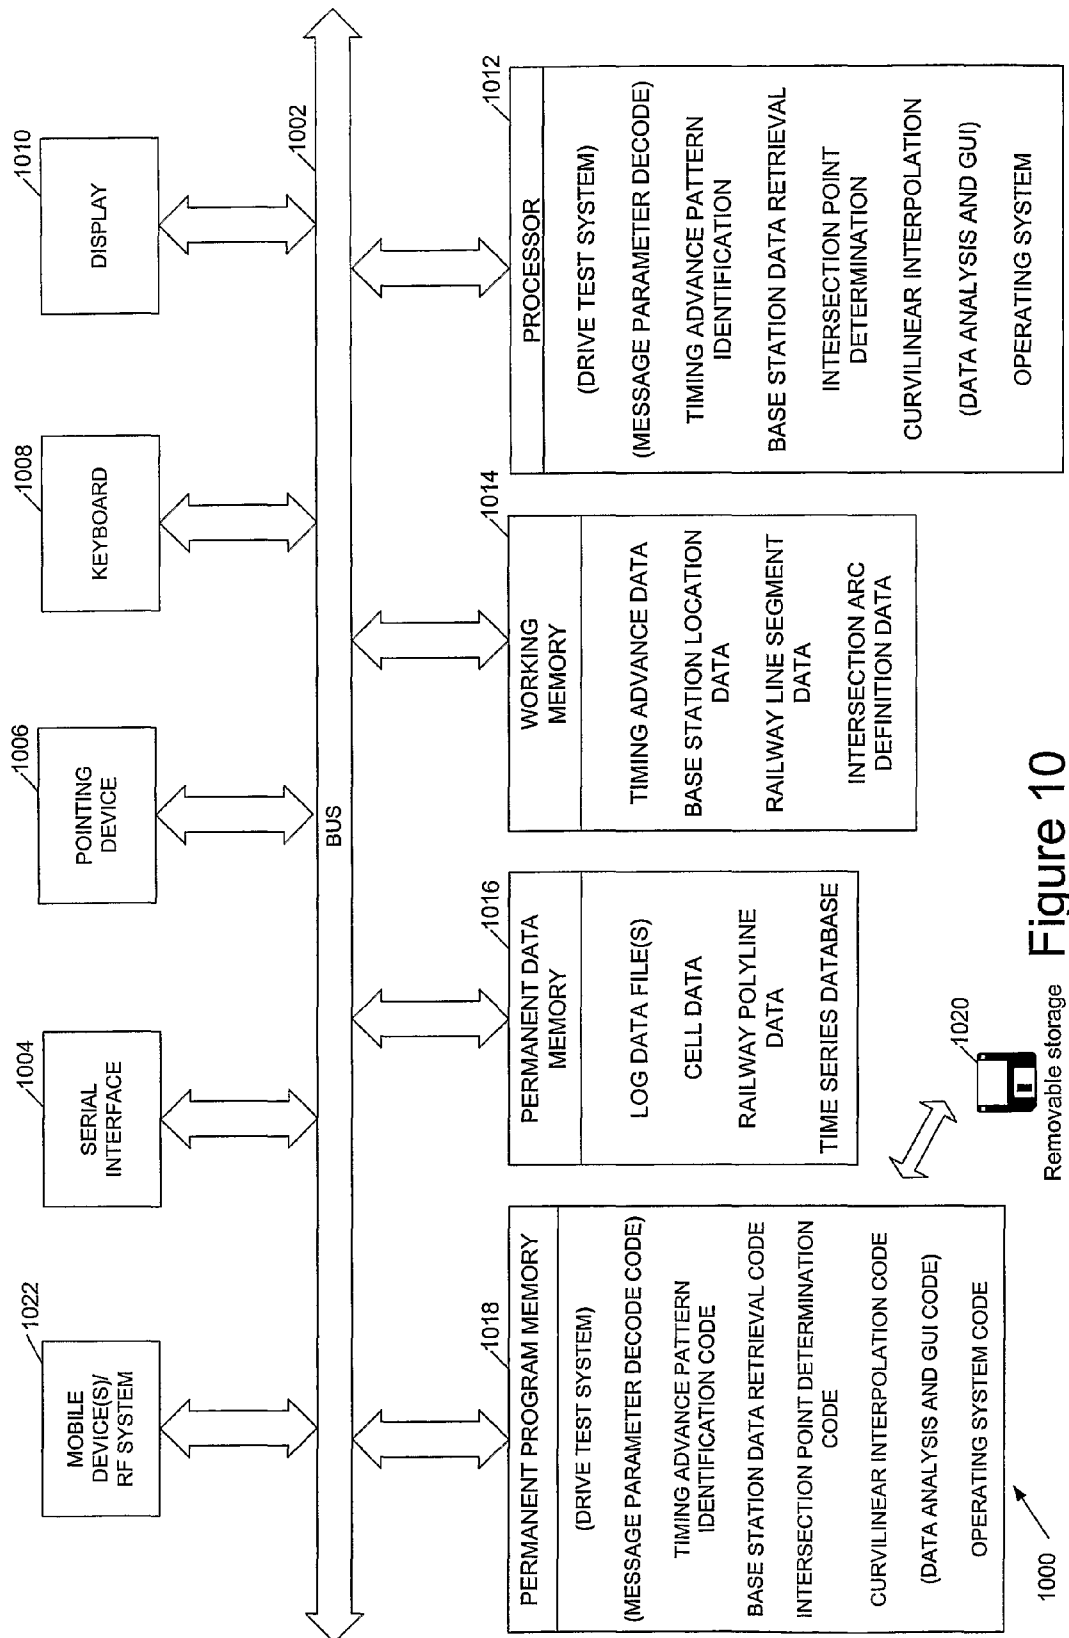 1022
MOBILE
DEVICE(S)/
RF SYSTEM
1004
SERIAL
INTERFACE
1006
POINTING
DEVICE
1008
KEYBOARD
1010
DISPLAY
1002
BUS
1018
PERMANENT PROGRAM MEMORY
(DRIVE TEST SYSTEM)
(MESSAGE PARAMETER DECODE CODE)
TIMING ADVANCE PATTERN
IDENTIFICATION CODE
BASE STATION DATA RETRIEVAL CODE
INTERSECTION POINT DETERMINATION
CODE
CURVILINEAR INTERPOLATION CODE
(DATA ANALYSIS AND GUI CODE)
OPERATING SYSTEM CODE
1016
PERMANENT DATA
MEMORY
LOG DATA FILE(S)
CELL DATA
RAILWAY POLYLINE
DATA
TIME SERIES DATABASE
1014
WORKING
MEMORY
TIMING ADVANCE DATA
BASE STATION LOCATION
DATA
RAILWAY LINE SEGMENT
DATA
INTERSECTION ARC
DEFINITION DATA
1012
PROCESSOR
(DRIVE TEST SYSTEM)
(MESSAGE PARAMETER DECODE)
TIMING ADVANCE PATTERN
IDENTIFICATION
BASE STATION DATA RETRIEVAL
INTERSECTION POINT
DETERMINATION
CURVILINEAR INTERPOLATION
(DATA ANALYSIS AND GUI)
OPERATING SYSTEM
1000
1020
Removable storage
Figure 10